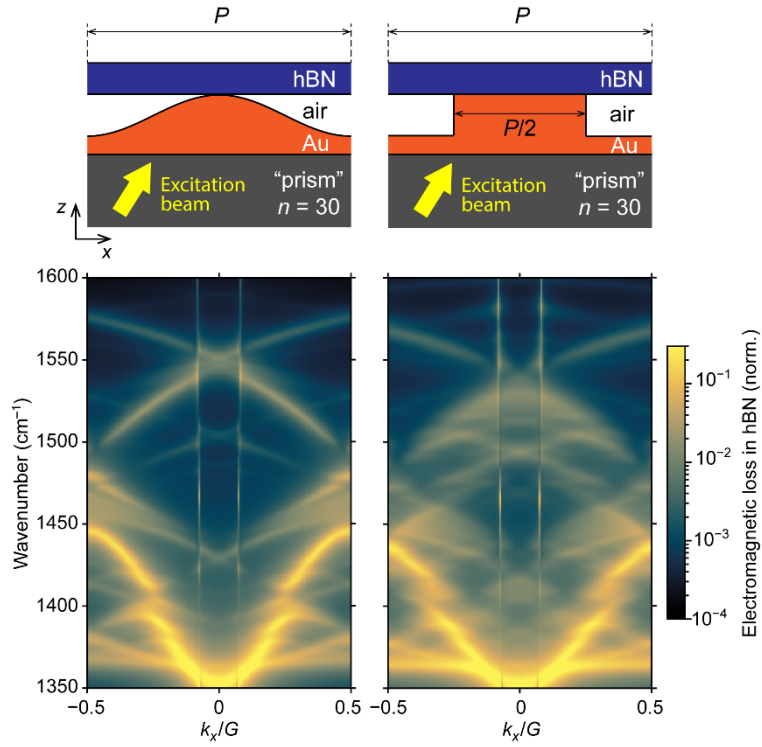 P P
hBN hBN
air air
P/2
Au Au
Excitation beam "prism" n = 30
Excitation beam "prism" n = 30
z
x
1600
1550
1500
1450
1400
1350
Wavenumber (cm⁻¹)
−0.5 0 0.5
−0.5 0 0.5
kₓ/G kₓ/G
10⁻¹
10⁻²
10⁻³
10⁻⁴
Electromagnetic loss in hBN (norm.)